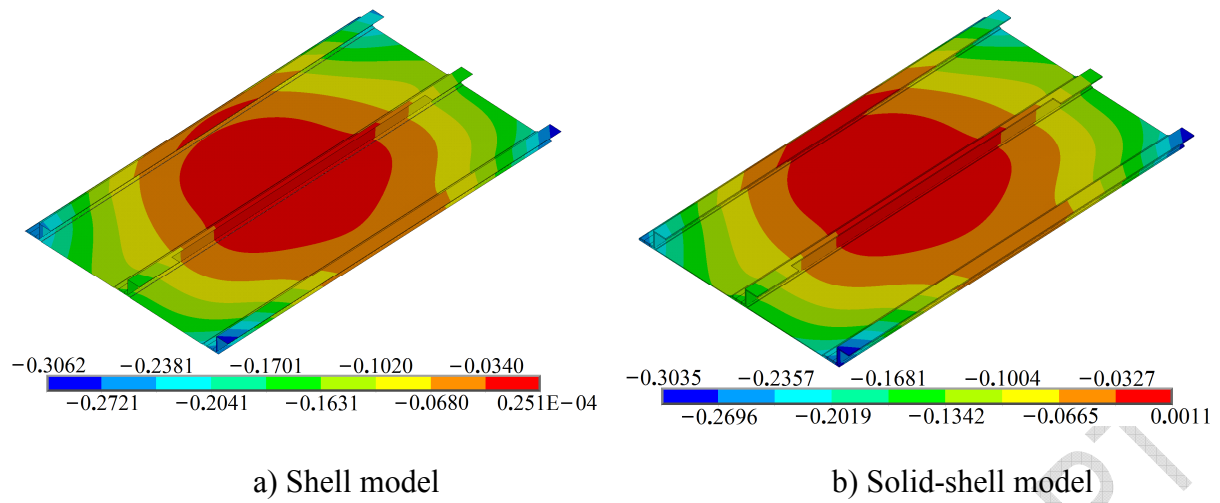 −0.3062 −0.2381 −0.1701 −0.1020 −0.0340
−0.2721 −0.2041 −0.1631 −0.0680 0.251E−04
a) Shell model
−0.3035 −0.2357 −0.1681 −0.1004 −0.0327
−0.2696 −0.2019 −0.1342 −0.0665 0.0011
b) Solid-shell model